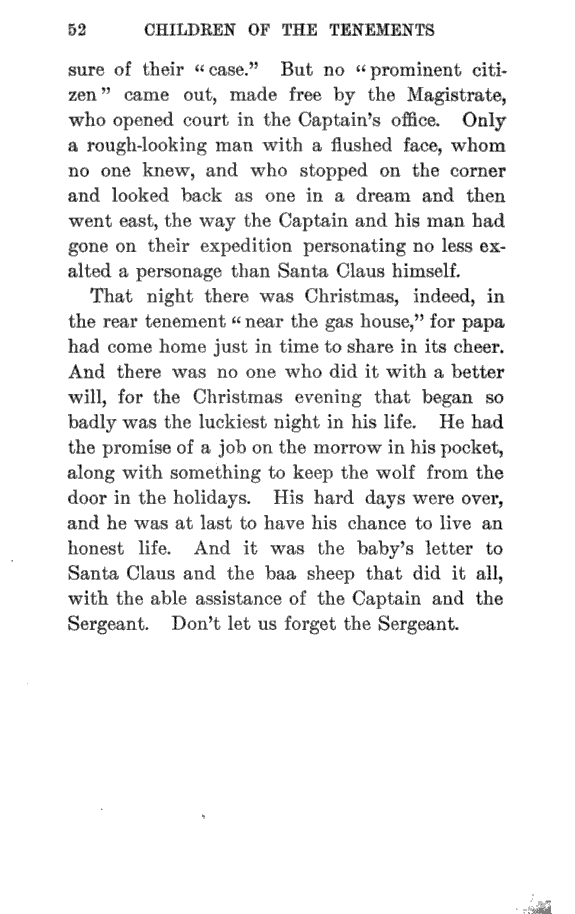 52 CHILDREN OF THE TENEMENTS
sure of their “case.” But no “prominent citi-
zen” came out, made free by the Magistrate,
who opened court in the Captain’s office. Only
a rough-looking man with a flushed face, whom
no one knew, and who stopped on the corner
and looked back as one in a dream and then
went east, the way the Captain and his man had
gone on their expedition personating no less ex-
alted a personage than Santa Claus himself.
That night there was Christmas, indeed, in
the rear tenement “near the gas house,” for papa
had come home just in time to share in its cheer.
And there was no one who did it with a better
will, for the Christmas evening that began so
badly was the luckiest night in his life. He had
the promise of a job on the morrow in his pocket,
along with something to keep the wolf from the
door in the holidays. His hard days were over,
and he was at last to have his chance to live an
honest life. And it was the baby’s letter to
Santa Claus and the baa sheep that did it all,
with the able assistance of the Captain and the
Sergeant. Don’t let us forget the Sergeant.